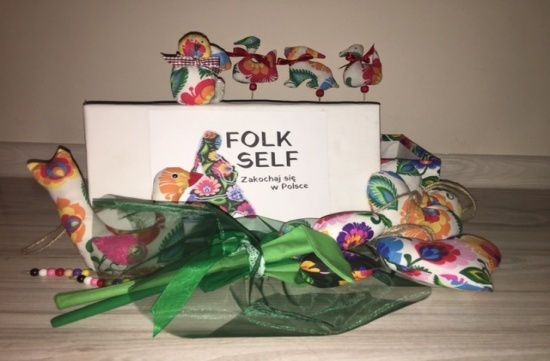 FOLK
SELF
Zakochaj się
w Polsce